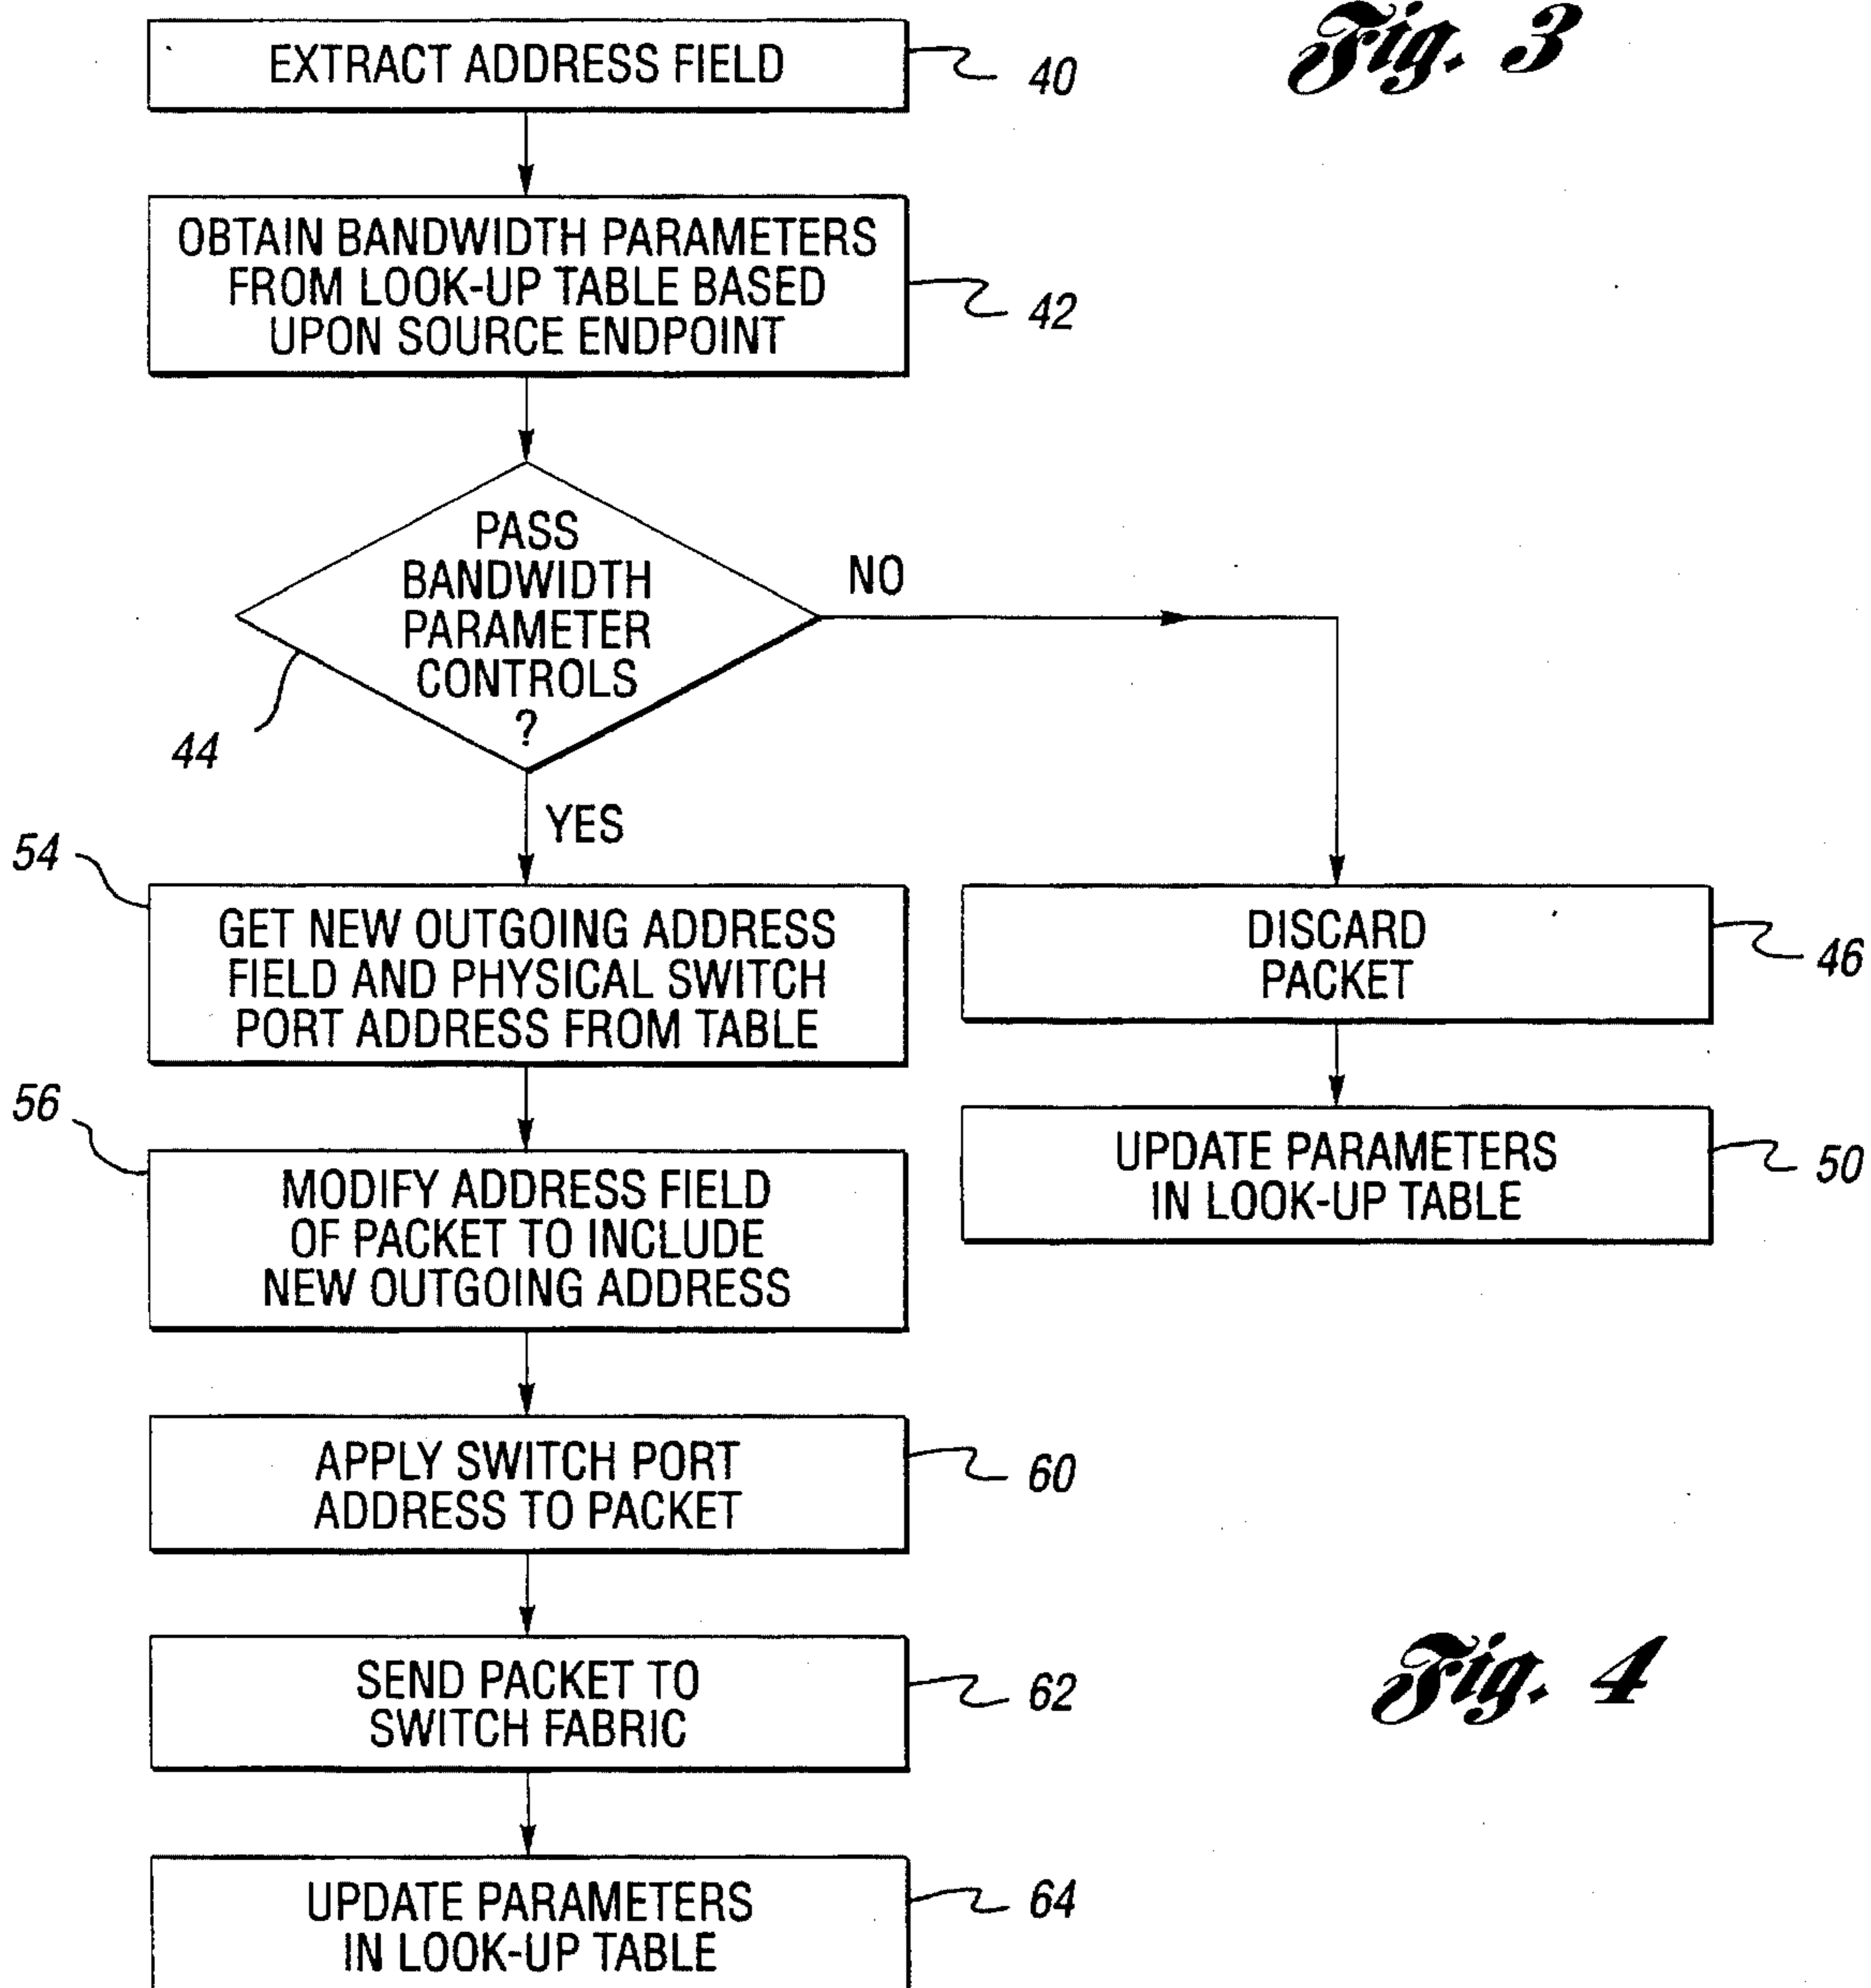 Fig. 3
EXTRACT ADDRESS FIELD
40
OBTAIN BANDWIDTH PARAMETERS
FROM LOOK-UP TABLE BASED
UPON SOURCE ENDPOINT
42
PASS
BANDWIDTH
PARAMETER
CONTROLS
?
44
NO
YES
54
GET NEW OUTGOING ADDRESS
FIELD AND PHYSICAL SWITCH
PORT ADDRESS FROM TABLE
DISCARD
PACKET
46
56
MODIFY ADDRESS FIELD
OF PACKET TO INCLUDE
NEW OUTGOING ADDRESS
UPDATE PARAMETERS
IN LOOK-UP TABLE
50
APPLY SWITCH PORT
ADDRESS TO PACKET
60
SEND PACKET TO
SWITCH FABRIC
62
Fig. 4
UPDATE PARAMETERS
IN LOOK-UP TABLE
64